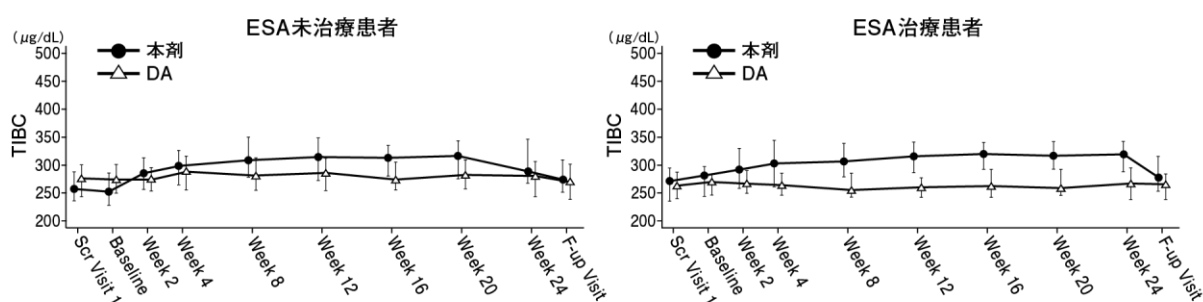 ESA未治療患者
(μg/dL)
本剤
DA
TIBC
500
450
400
350
300
250
200
Scr Visit 1
Baseline
Week 2
Week 4
Week 8
Week 12
Week 16
Week 20
Week 24
F-up Visit
ESA治療患者
(μg/dL)
本剤
DA
TIBC
500
450
400
350
300
250
200
Scr Visit 1
Baseline
Week 2
Week 4
Week 8
Week 12
Week 16
Week 20
Week 24
F-up Visit